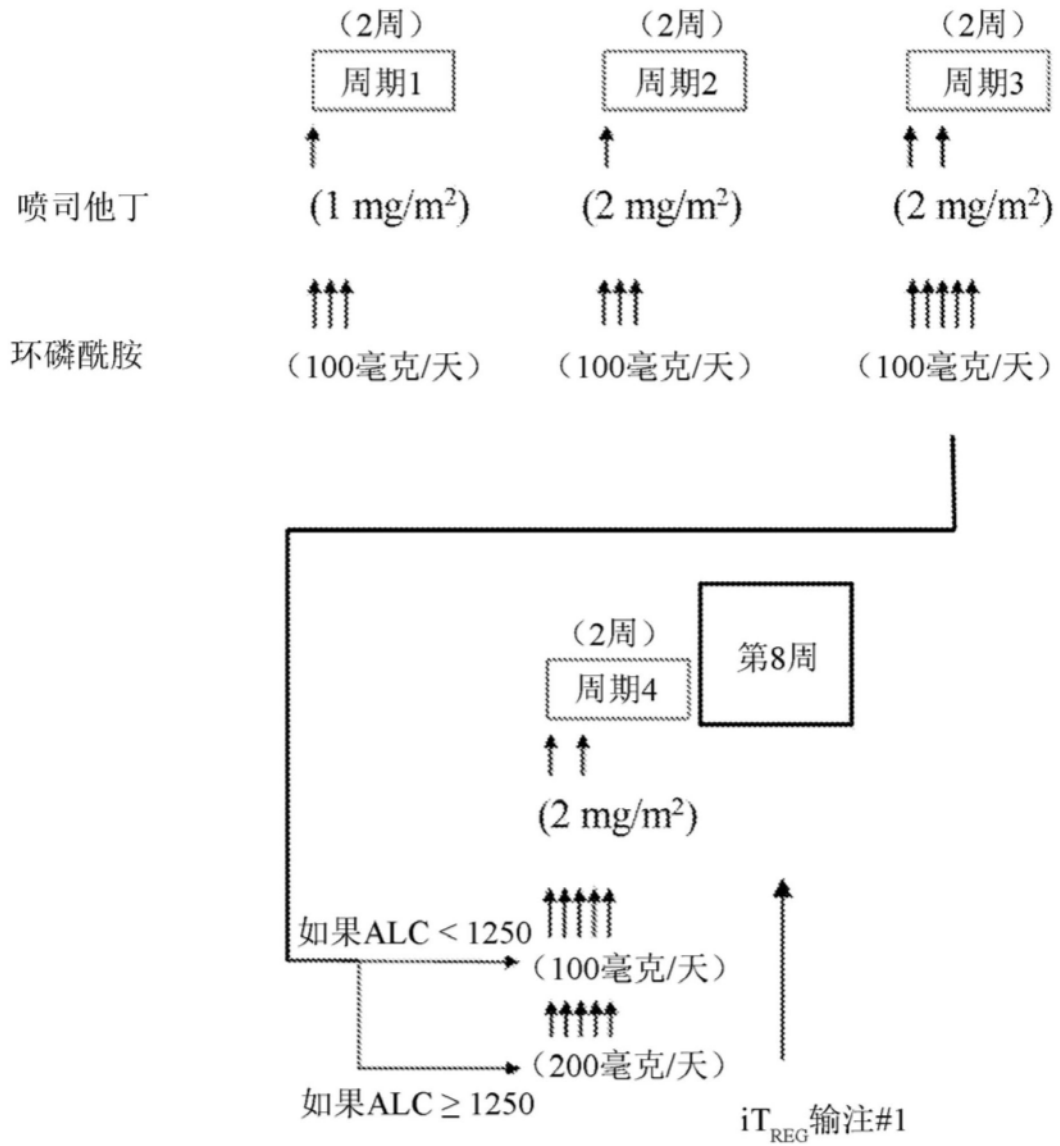 （2周） （2周） （2周）
周期1 周期2 周期3
喷司他丁 (1 mg/m²) (2 mg/m²) (2 mg/m²)
环磷酰胺 （100毫克/天） （100毫克/天） （100毫克/天）
（2周）
周期4 第8周
(2 mg/m²)
如果ALC < 1250
（100毫克/天）
（200毫克/天）
如果ALC ≥ 1250
iT_REG输注#1